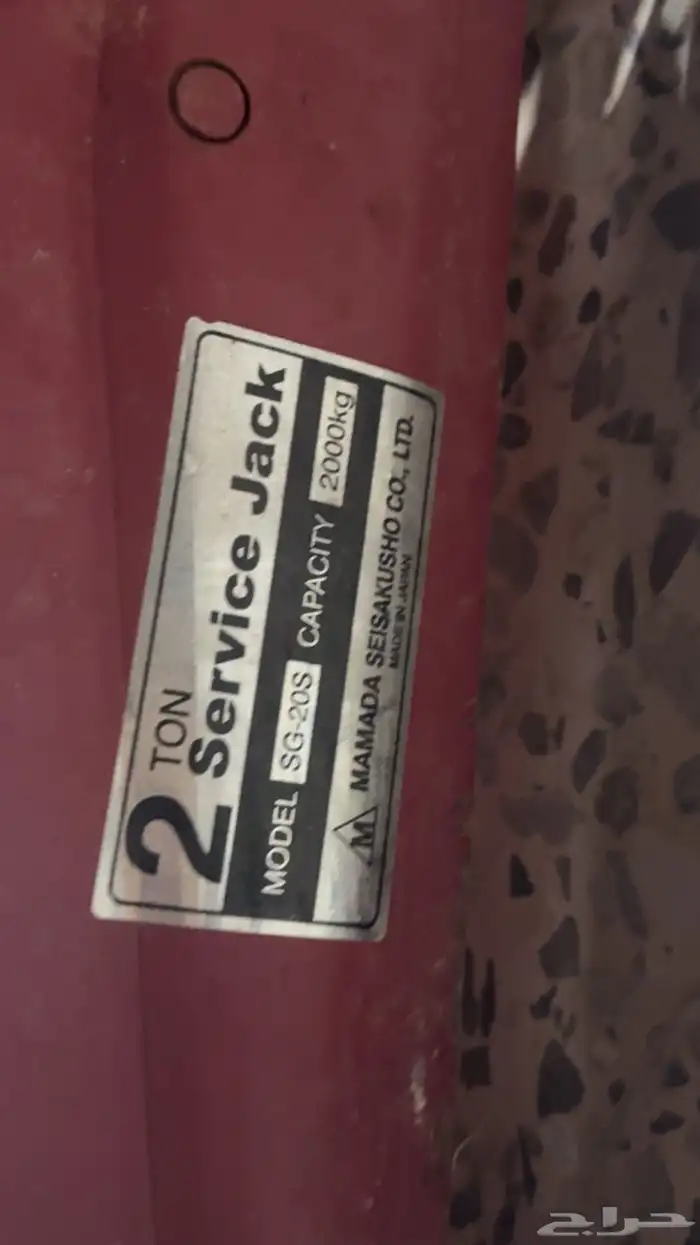 2 TON
Service Jack
MODEL SG-20S CAPACITY 2000kg
M MAMADA SEISAKUSHO CO., LTD.
MADE IN JAPAN
حراج